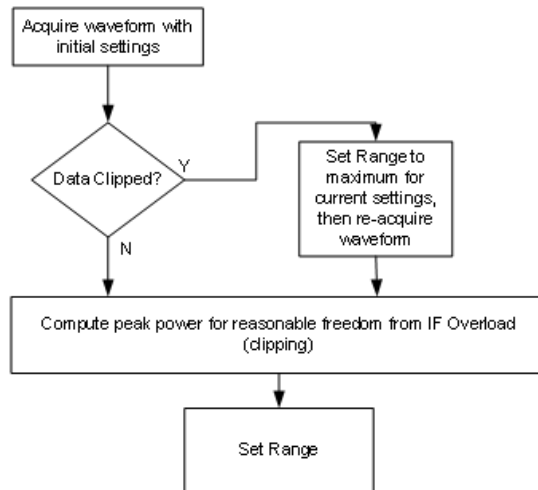 Acquire waveform with
initial settings
Data Clipped?
Y
Set Range to
maximum for
current settings,
then re-acquire
waveform
N
Compute peak power for reasonable freedom from IF Overload
(clipping)
Set Range